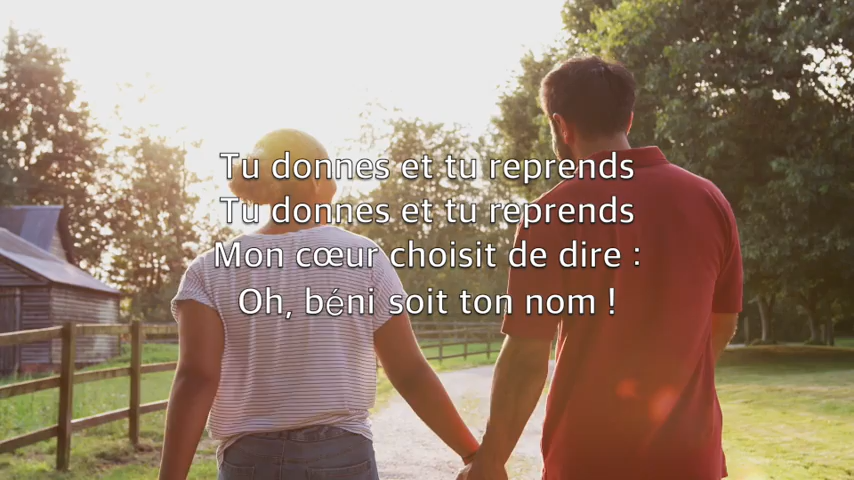 Tu donnes et tu reprends
Tu donnes et tu reprends
Mon cœur choisit de dire :
Oh, béni soit ton nom !